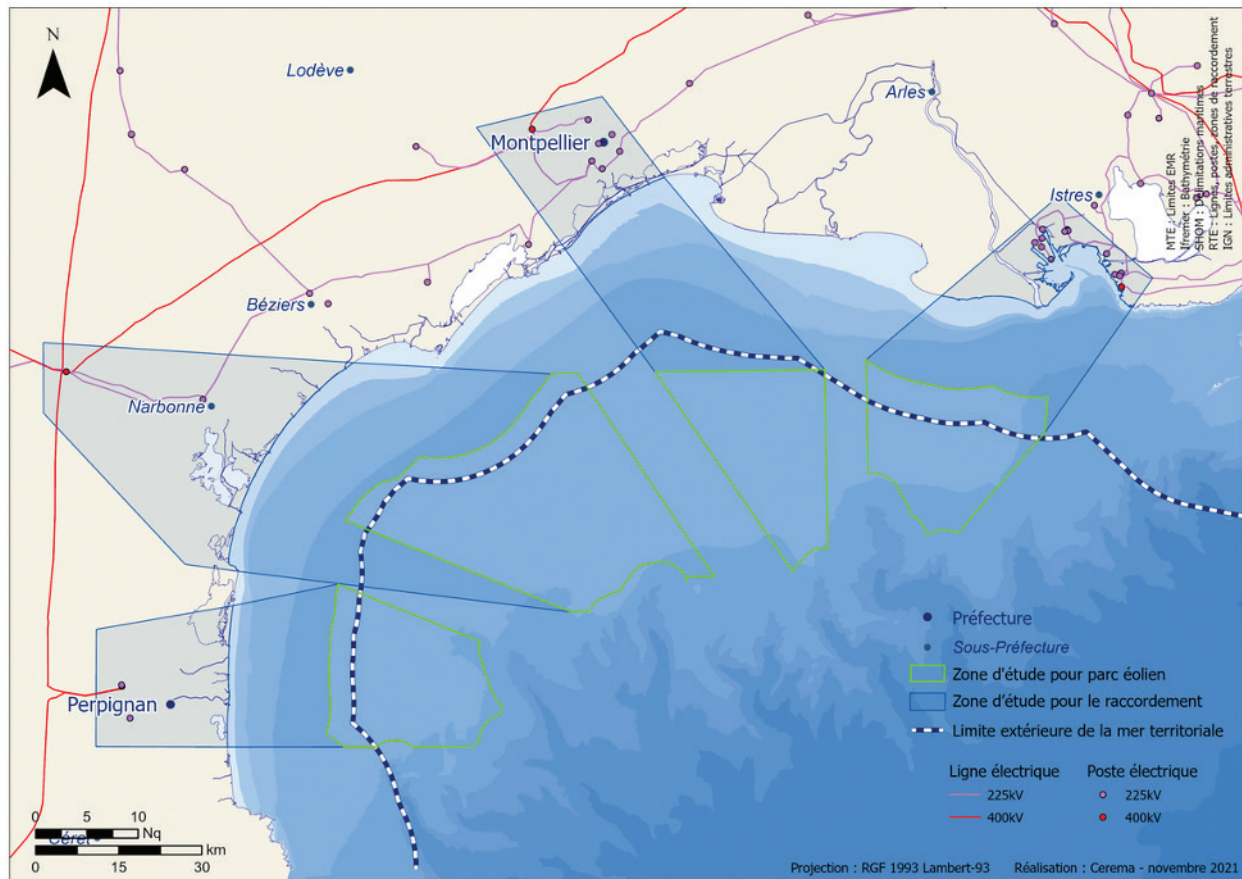 N
Lodève
Arles
Montpellier
Istres
MTE : Limites EMR
Ifremer : Bathymétrie
SHOM : Délimitations maritimes
RTE : Lignes, postes, zones de raccordement
IGN : Limites administratives terrestres
Béziers
Narbonne
Perpignan
Préfecture
Sous-Préfecture
Zone d'étude pour parc éolien
Zone d'étude pour le raccordement
Limite extérieure de la mer territoriale
Ligne électrique
Poste électrique
225kV
225kV
400kV
400kV
0 5 10 Nq
Céret
0 15 30 km
Projection : RGF 1993 Lambert-93 Réalisation : Cerema - novembre 2021